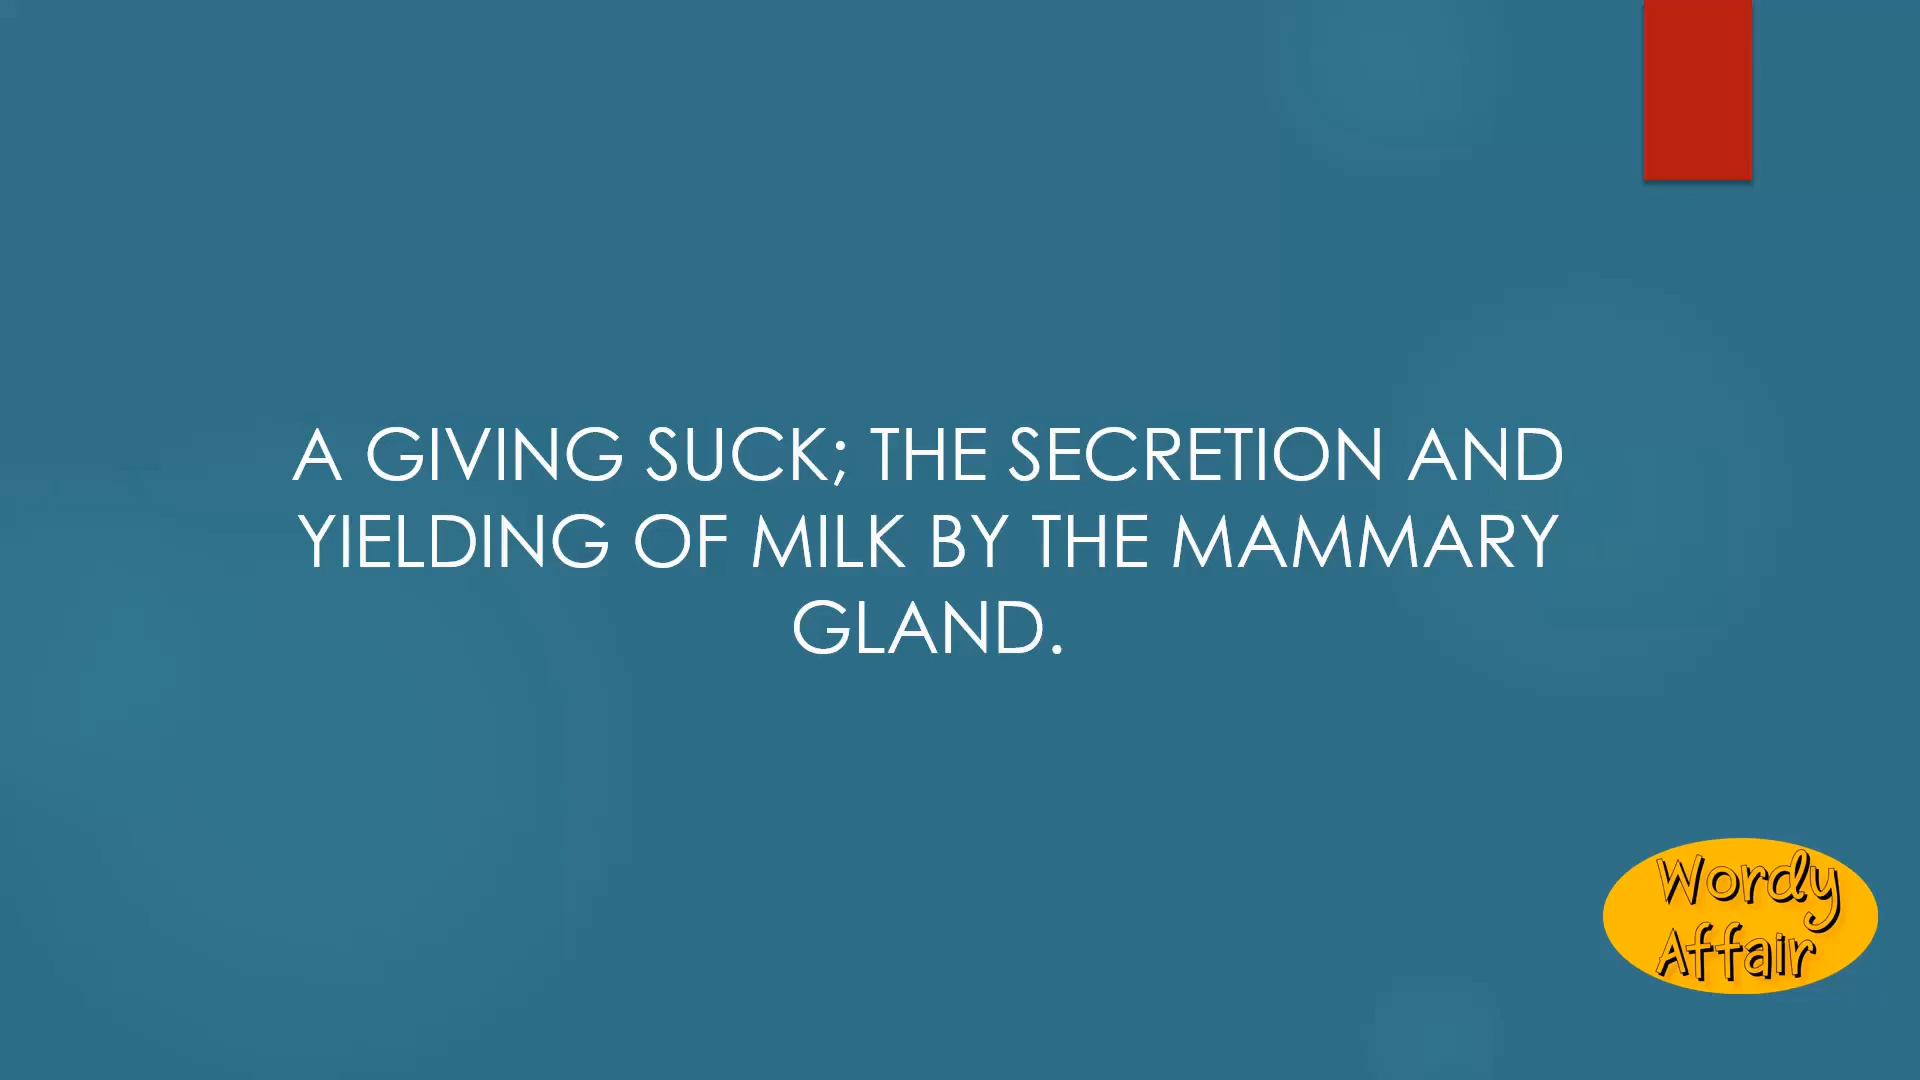 A GIVING SUCK; THE SECRETION AND
YIELDING OF MILK BY THE MAMMARY
GLAND.
Wordy
Affair